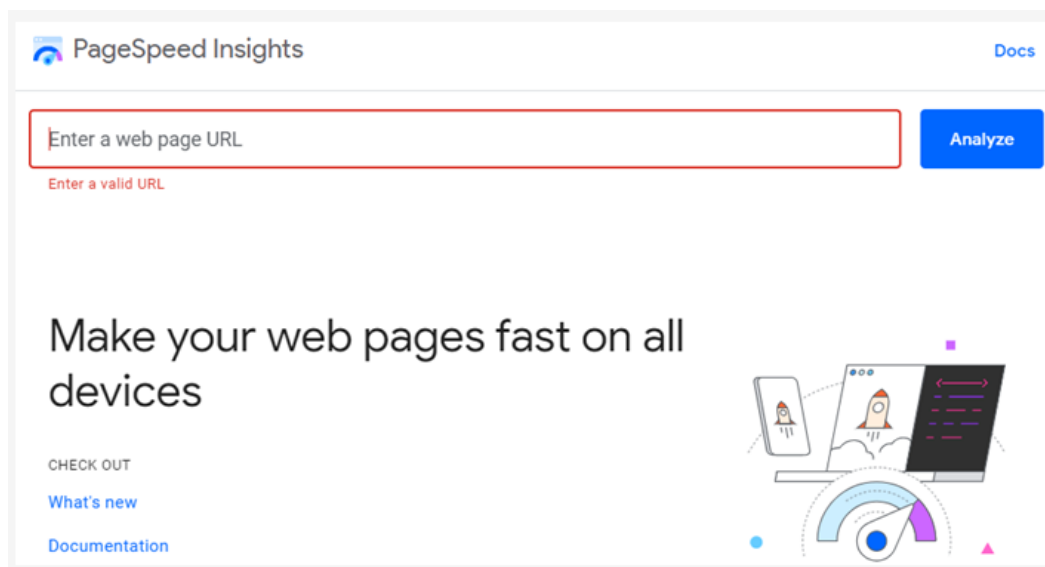 PageSpeed Insights
Docs
Enter a web page URL
Analyze
Enter a valid URL
Make your web pages fast on all
devices
CHECK OUT
What's new
Documentation